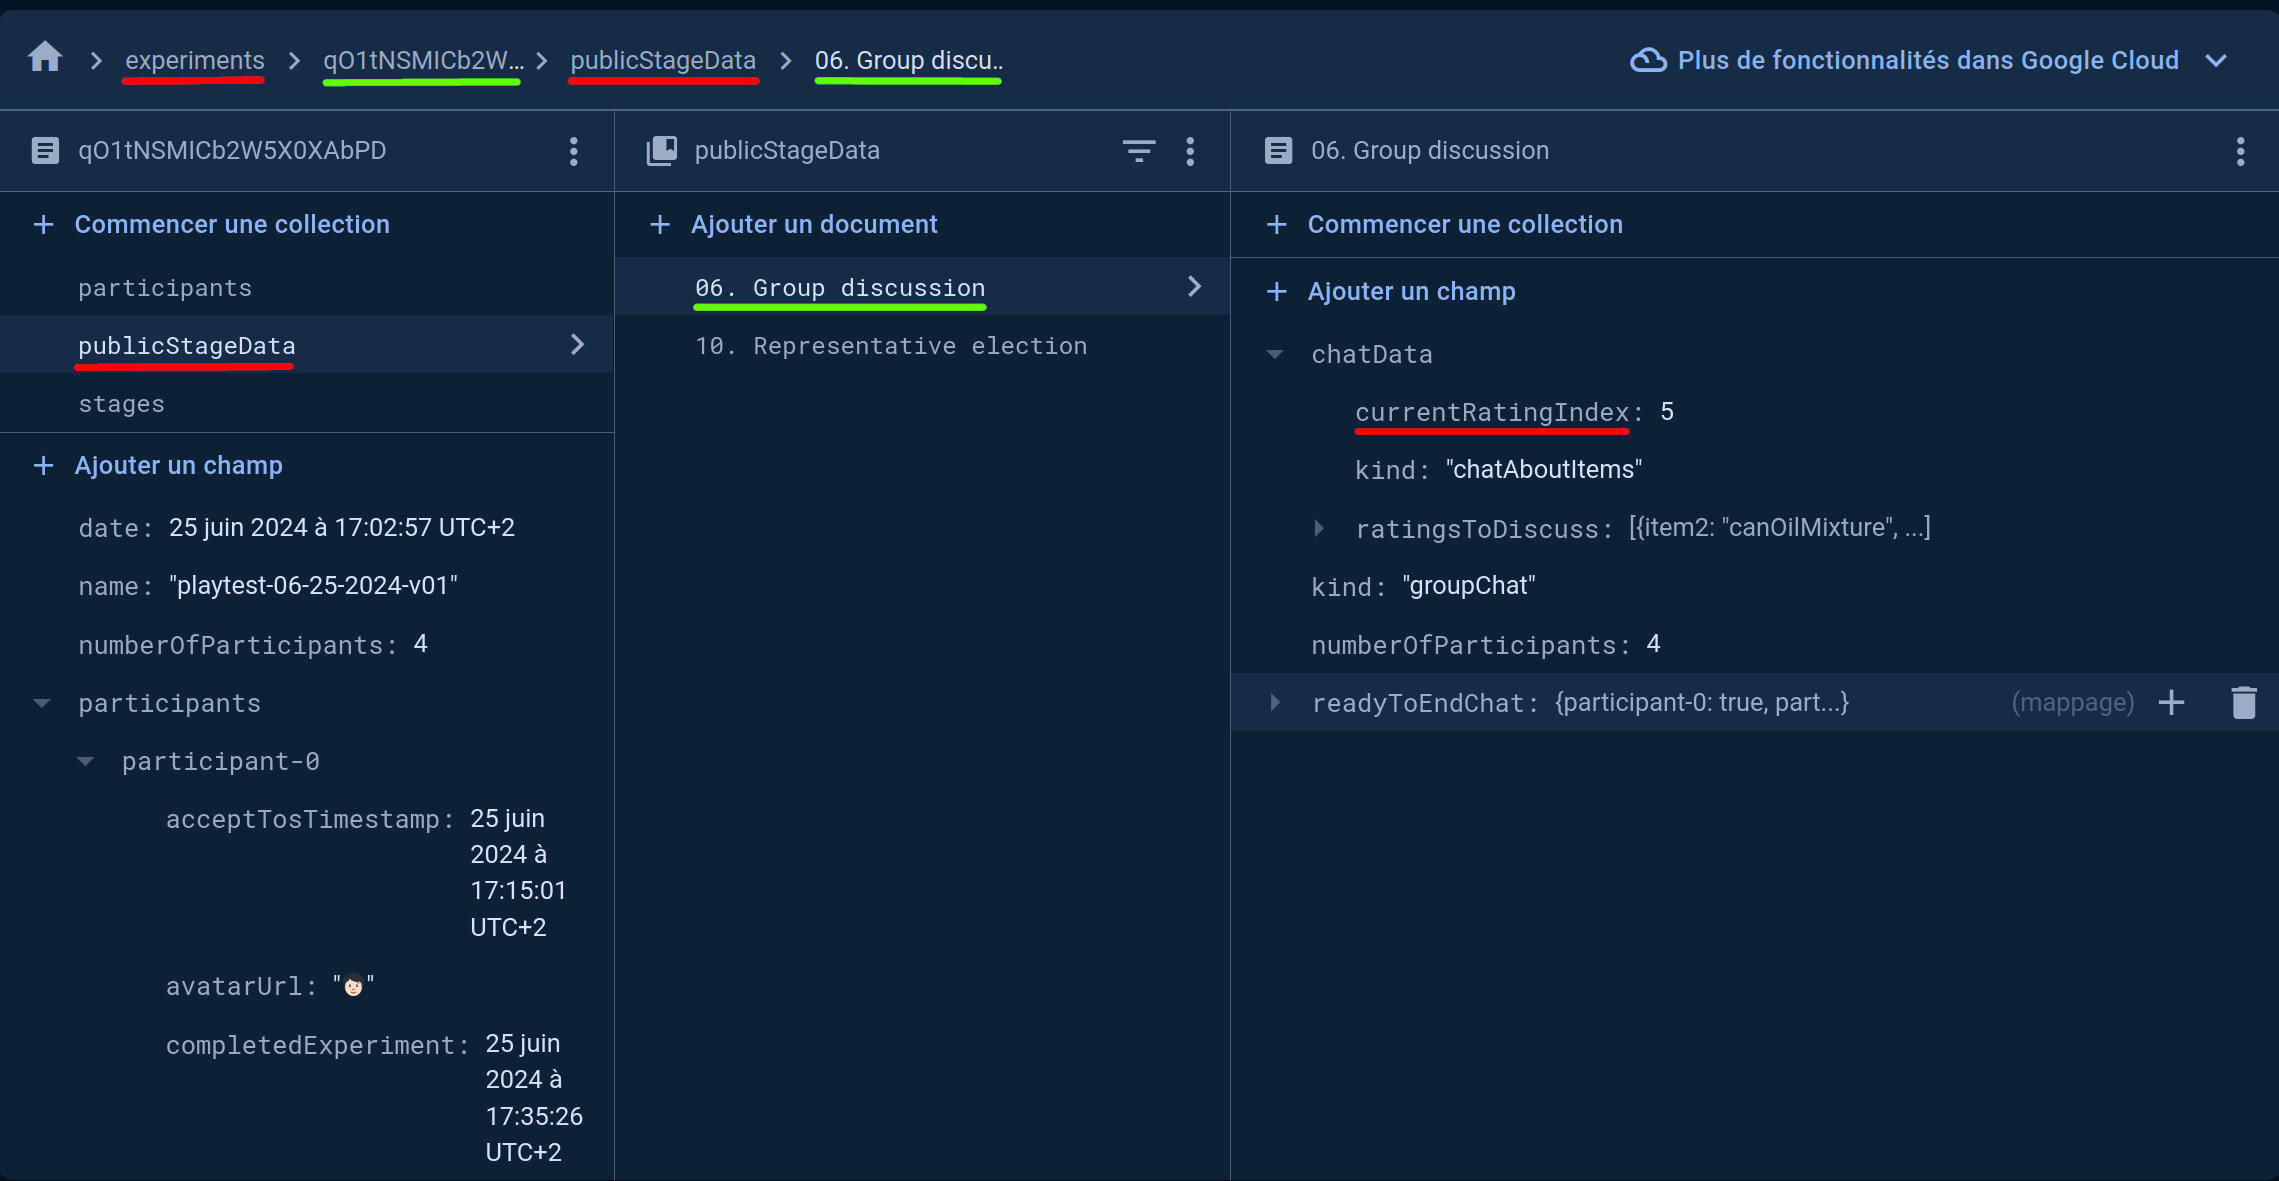 experiments
qO1tNSMICb2W...
publicStageData
06. Group discu..
Plus de fonctionnalités dans Google Cloud
qO1tNSMICb2W5X0XAbPD
Commencer une collection
participants
publicStageData
stages
Ajouter un champ
date: 25 juin 2024 à 17:02:57 UTC+2
name: "playtest-06-25-2024-v01"
numberOfParticipants: 4
participants
participant-0
acceptTosTimestamp: 25 juin
2024 à
17:15:01
UTC+2
avatarUrl: "🧑🏻"
completedExperiment: 25 juin
2024 à
17:35:26
UTC+2
publicStageData
Ajouter un document
06. Group discussion
10. Representative election
06. Group discussion
Commencer une collection
Ajouter un champ
chatData
currentRatingIndex: 5
kind: "chatAboutItems"
ratingsToDiscuss: [{item2: "canOilMixture", ...]
kind: "groupChat"
numberOfParticipants: 4
readyToEndChat: {participant-0: true, part...} (mappage)